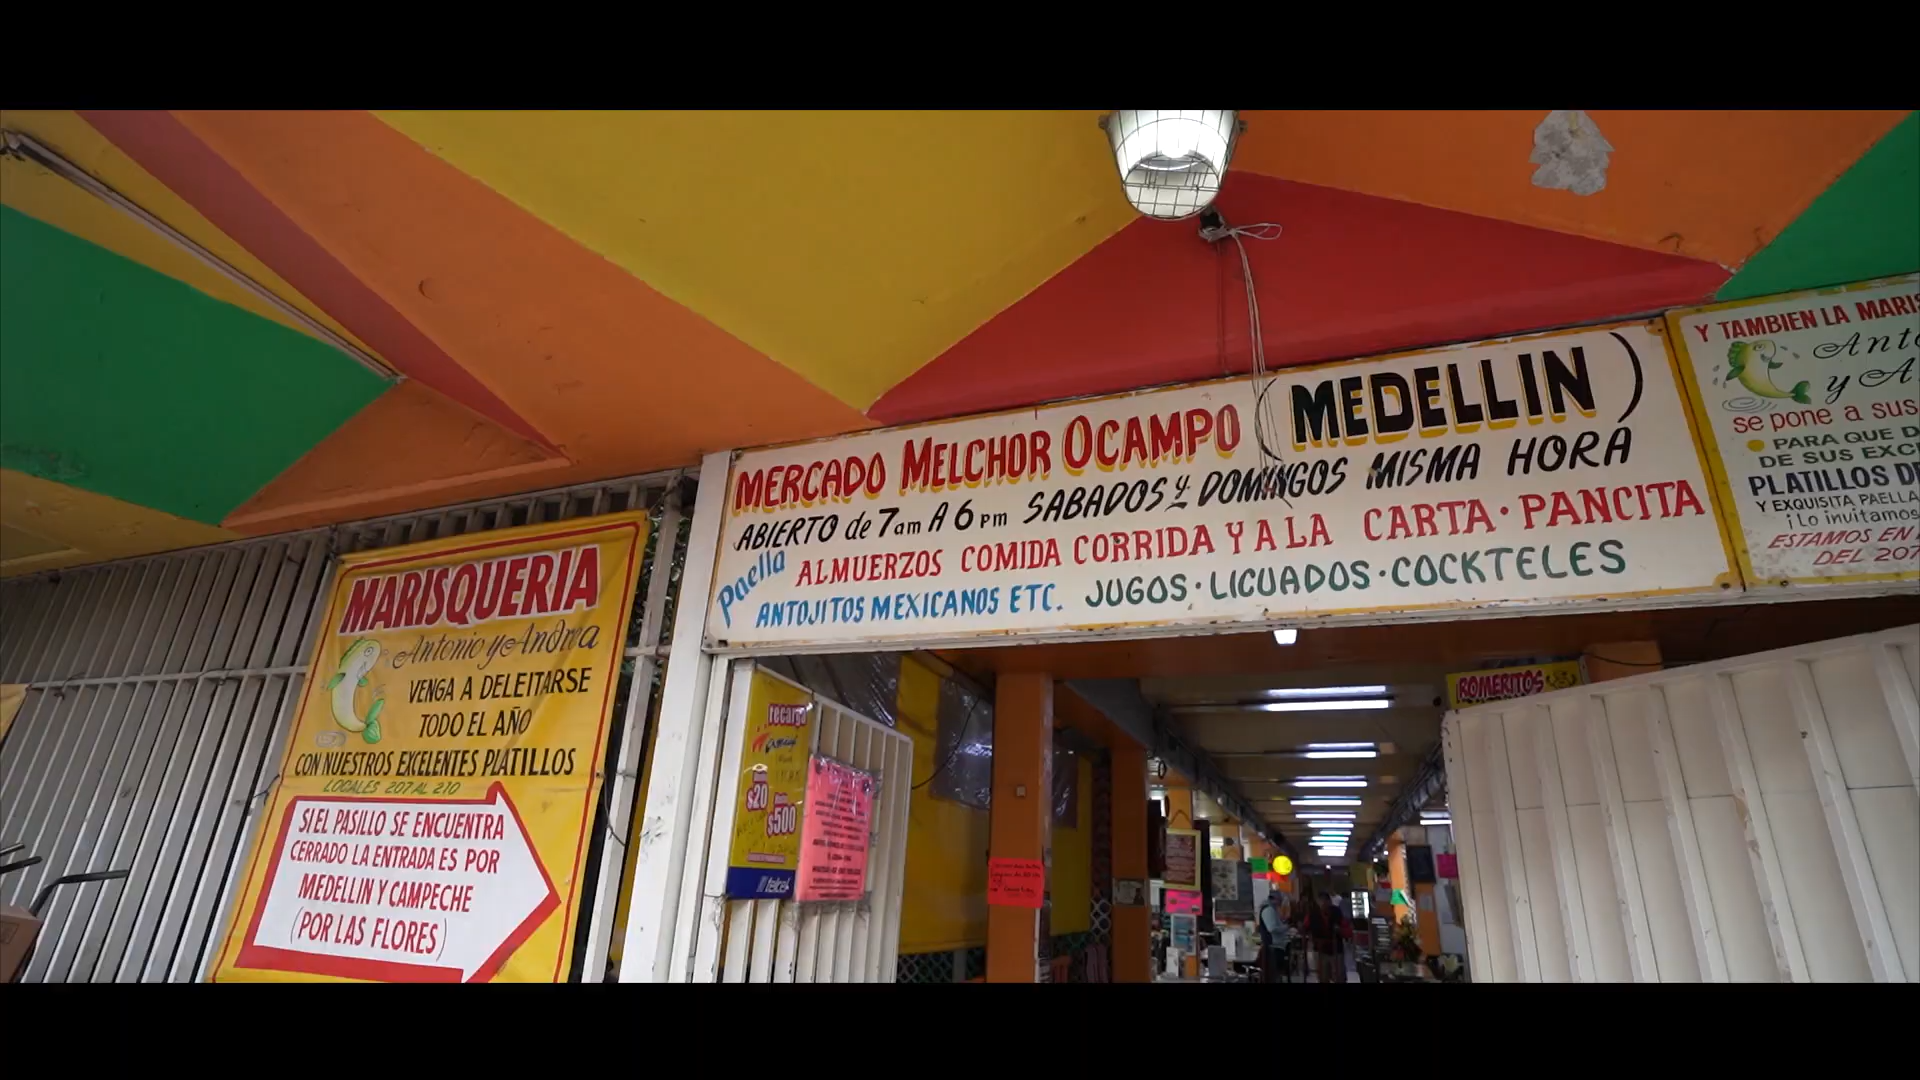 MARISQUERIA
Antonio y Andrea
VENGA A DELEITARSE
TODO EL AÑO
CON NUESTROS EXCELENTES PLATILLOS
LOCALES 207 AL 210
SI EL PASILLO SE ENCUENTRA
CERRADO LA ENTRADA ES POR
MEDELLIN Y CAMPECHE
(POR LAS FLORES)
MERCADO MELCHOR OCAMPO (MEDELLIN)
ABIERTO de 7am A 6pm SABADOS Y DOMINGOS MISMA HORA
Paella ALMUERZOS COMIDA CORRIDA Y A LA CARTA · PANCITA
ANTOJITOS MEXICANOS ETC. JUGOS · LICUADOS · COCKTELES
Y TAMBIEN LA MARIS
Anto
y A
se pone a sus
PARA QUE D
DE SUS EXC
PLATILLOS DE
Y EXQUISITA PAELLA
¡Lo invitamos
ESTAMOS EN
DEL 207
recarga
$20
$500
telcel
ROMERITOS